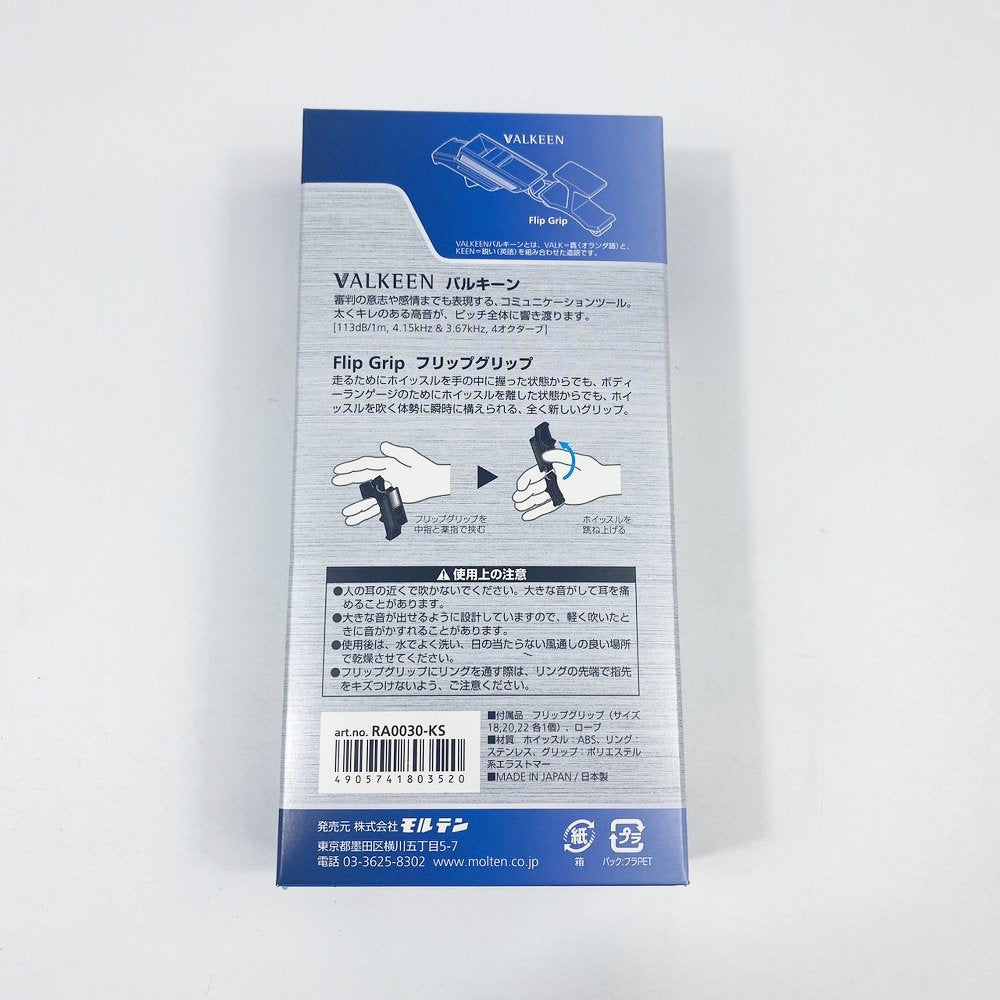 VALKEEN
Flip Grip
VALKEENバルキーンとは、VALK=鷹(オランダ語)と、
KEEN=鋭い(英語)を組み合わせた造語です。
VALKEEN バルキーン
審判の意志や感情までも表現する、コミュニケーションツール。
太くキレのある高音が、ピッチ全体に響き渡ります。
[113dB/1m, 4.15kHz & 3.67kHz, 4オクターブ]
Flip Grip フリップグリップ
走るためにホイッスルを手の中に握った状態からでも、ボディ
ーランゲージのためにホイッスルを離した状態からでも、ホイ
ッスルを吹く体勢に瞬時に構えられる、全く新しいグリップ。
フリップグリップを
中指と薬指で挟む
ホイッスルを
跳ね上げる
⚠使用上の注意
●人の耳の近くで吹かないでください。大きな音がして耳を痛
めることがあります。
●大きな音が出せるように設計していますので、軽く吹いたと
きに音がかすれることがあります。
●使用後は、水でよく洗い、日の当たらない風通しの良い場所
で乾燥させてください。
●フリップグリップにリングを通す際は、リングの先端で指先
をキズつけないよう、ご注意ください。
art.no. RA0030-KS
4905741803520
■付属品 フリップグリップ(サイズ
18,20,22 各1個)、ロープ
■材質 ホイッスル:ABS、リング:
ステンレス、グリップ:ポリエステル
系エラストマー
■MADE IN JAPAN / 日本製
発売元 株式会社モルテン
東京都墨田区横川五丁目5-7
電話 03-3625-8302 www.molten.co.jp
紙
箱
プラ
パック:プラPET